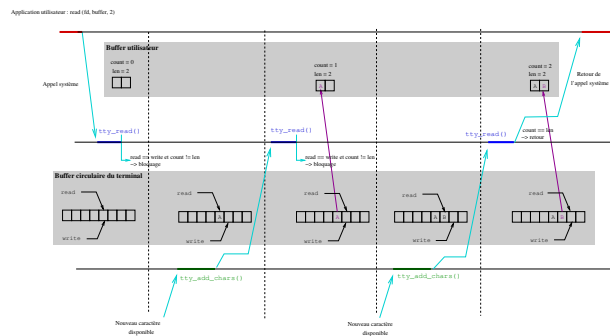 Application utilisateur : read (fd, buffer, 2)
Buffer utilisateur
count = 0
len = 2
count = 1
len = 2
A
count = 2
len = 2
A B
Appel système
Retour de
l'appel système
tty_read()
tty_read()
tty_read()
read == write et count != len
-> bloquage
read == write et count != len
-> bloquage
count == len
-> retour
Buffer circulaire du terminal
read
read
read
read
read
A
A
A B
A B
write
write
write
write
write
tty_add_chars()
tty_add_chars()
Nouveau caractère
disponible
Nouveau caractère
disponible